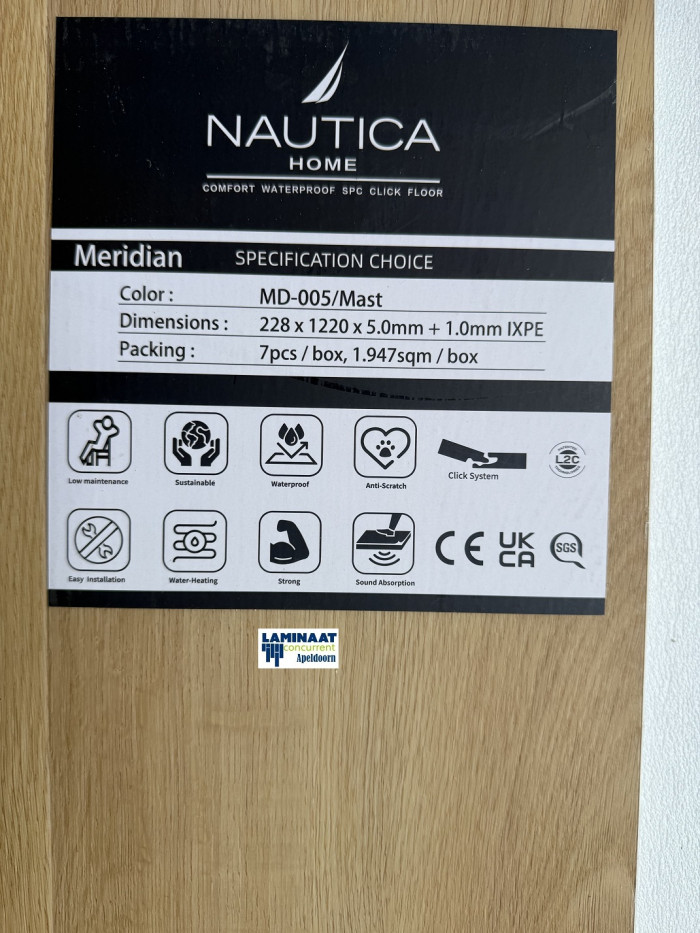 NAUTICA
HOME
COMFORT WATERPROOF SPC CLICK FLOOR
Meridian SPECIFICATION CHOICE
Color : MD-005/Mast
Dimensions : 228 x 1220 x 5.0mm + 1.0mm IXPE
Packing : 7pcs / box, 1.947sqm / box
Low maintenance Sustainable Waterproof Anti-Scratch Click System L2C
Easy Installation Water-Heating Strong Sound Absorption CE UK CA SGS
LAMINAAT
concurrent
Apeldoorn